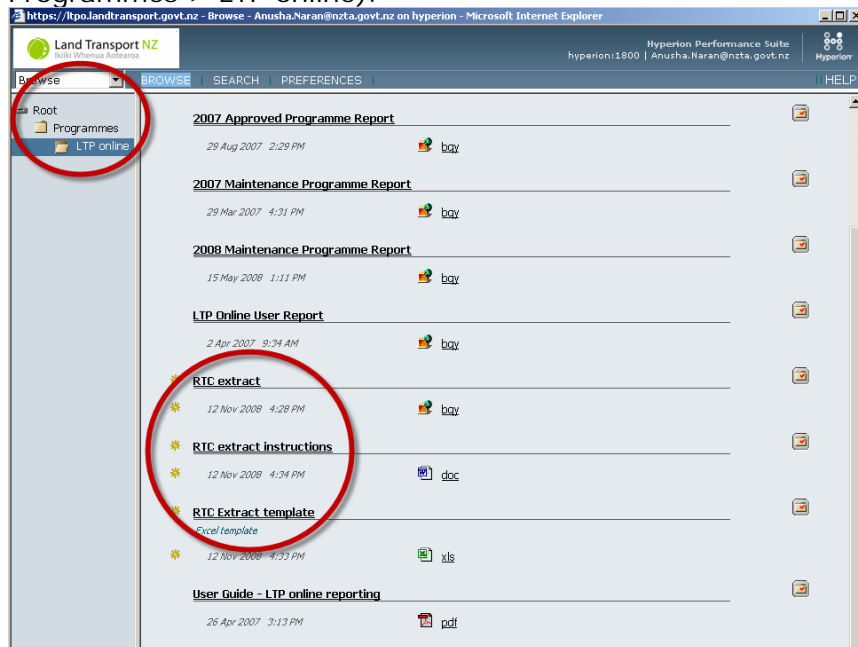 Programmes > LTP online).
https://ltpo.landtransport.govt.nz - Browse - Anusha.Naran@nzta.govt.nz on hyperion - Microsoft Internet Explorer
Land Transport NZ
Ikiiki Whenua Aotearoa
Hyperion Performance Suite
hyperion:1800 | Anusha.Naran@nzta.govt.nz
Hyperion
Browse
BROWSE | SEARCH | PREFERENCES |
|| HELP
Root
Programmes
LTP online
2007 Approved Programme Report
29 Aug 2007 2:29 PM
bqy
2007 Maintenance Programme Report
29 Mar 2007 4:31 PM
bqy
2008 Maintenance Programme Report
15 May 2008 1:11 PM
bqy
LTP Online User Report
2 Apr 2007 9:34 AM
bqy
RTC extract
12 Nov 2008 4:28 PM
bqy
RTC extract instructions
12 Nov 2008 4:34 PM
doc
RTC Extract template
Excel template
12 Nov 2008 4:33 PM
xls
User Guide - LTP online reporting
26 Apr 2007 3:13 PM
pdf